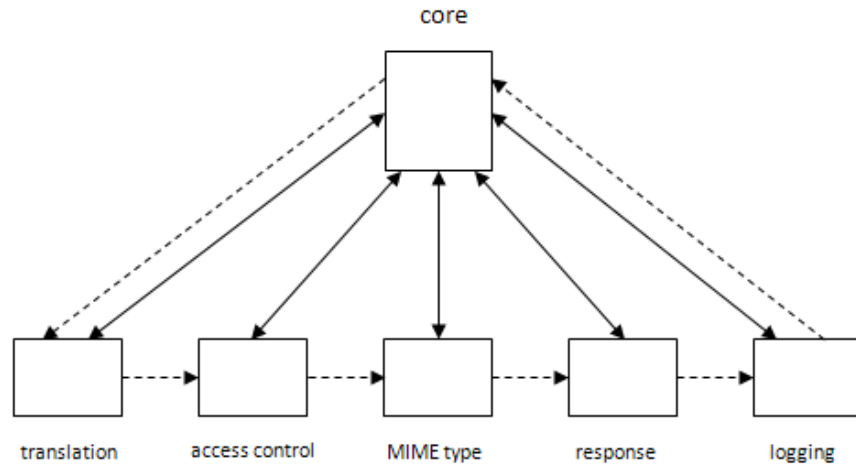 core
translation
access control
MIME type
response
logging